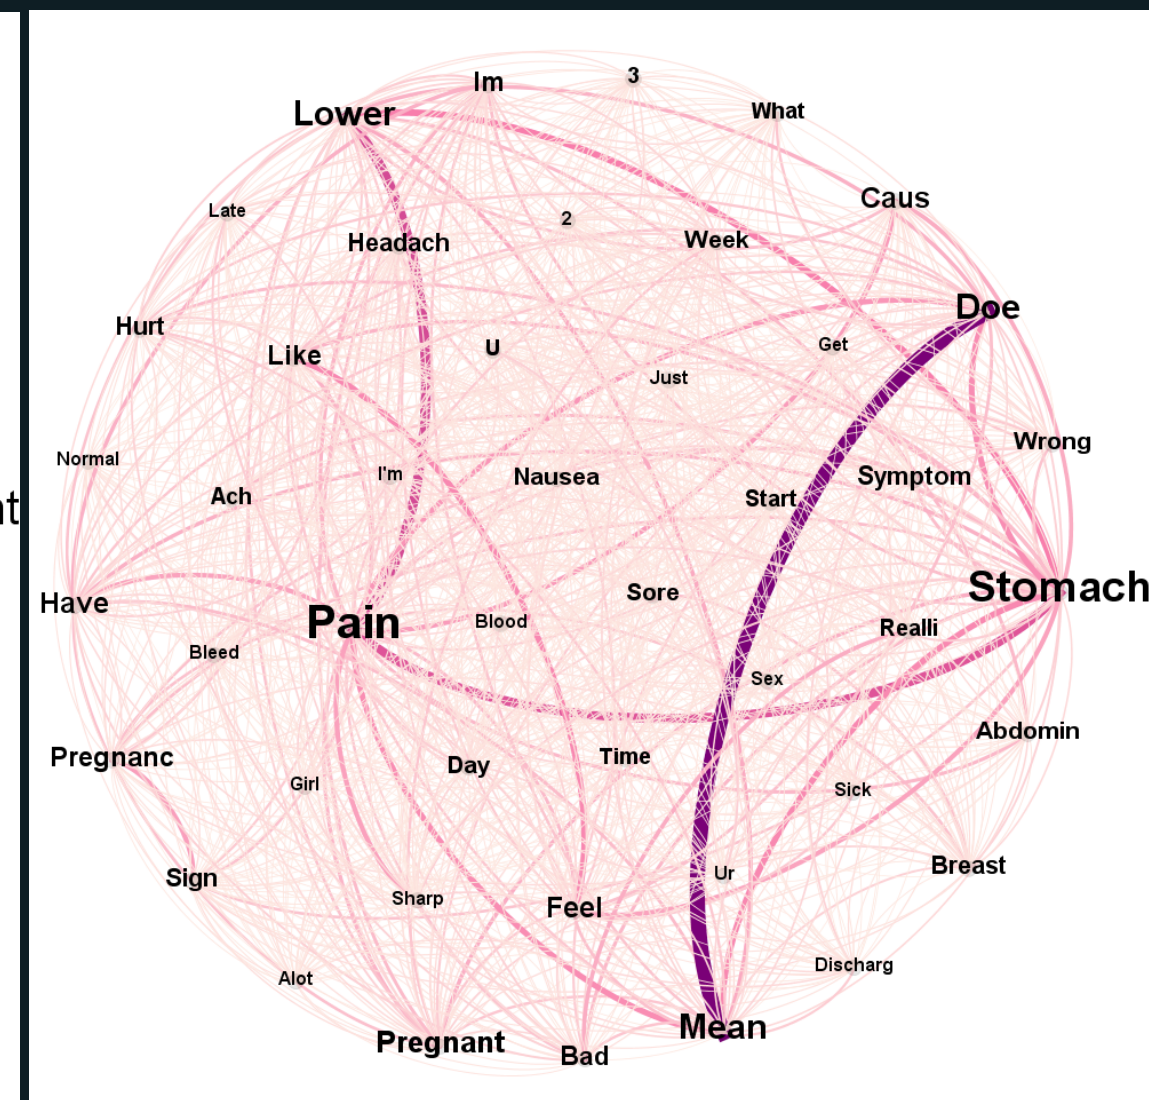 3
Im
What
Lower
Caus
Late
2
Headach
Week
Doe
Hurt
U
Get
Like
Just
Wrong
Normal
I'm
Nausea
Symptom
Ach
Start
nt
Stomach
Sore
Have
Pain
Blood
Realli
Bleed
Sex
Abdomin
Pregnanc
Time
Day
Girl
Sick
Breast
Ur
Sign
Sharp
Feel
Discharg
Alot
Mean
Pregnant
Bad